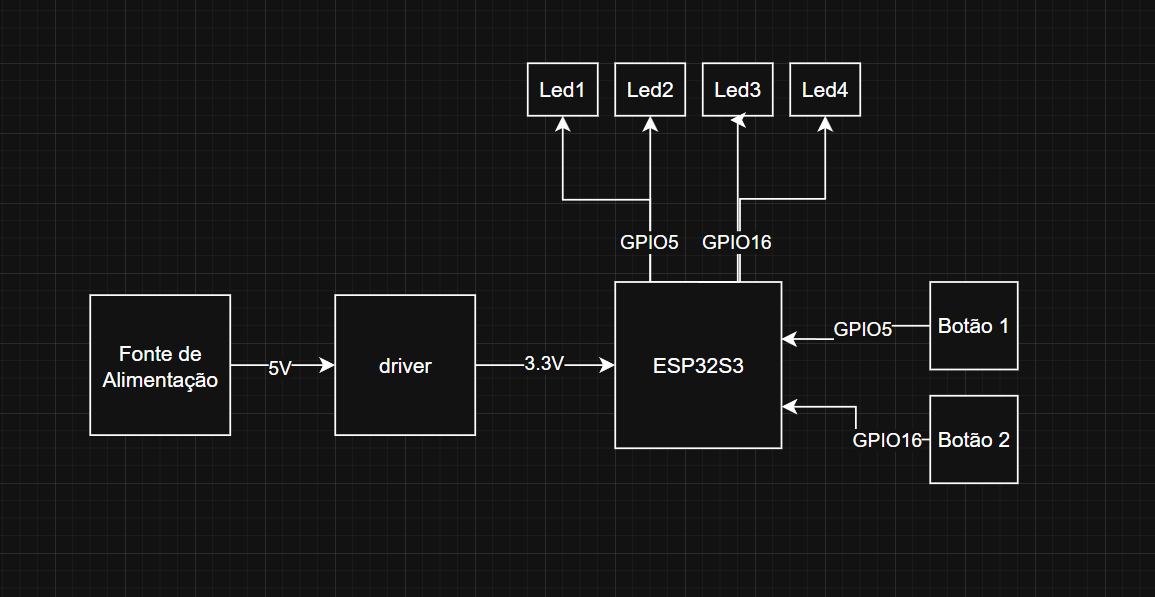 Led1
Led2
Led3
Led4
GPIO5
GPIO16
Fonte de
Alimentação
5V
driver
3.3V
ESP32S3
GPIO5
Botão 1
GPIO16
Botão 2